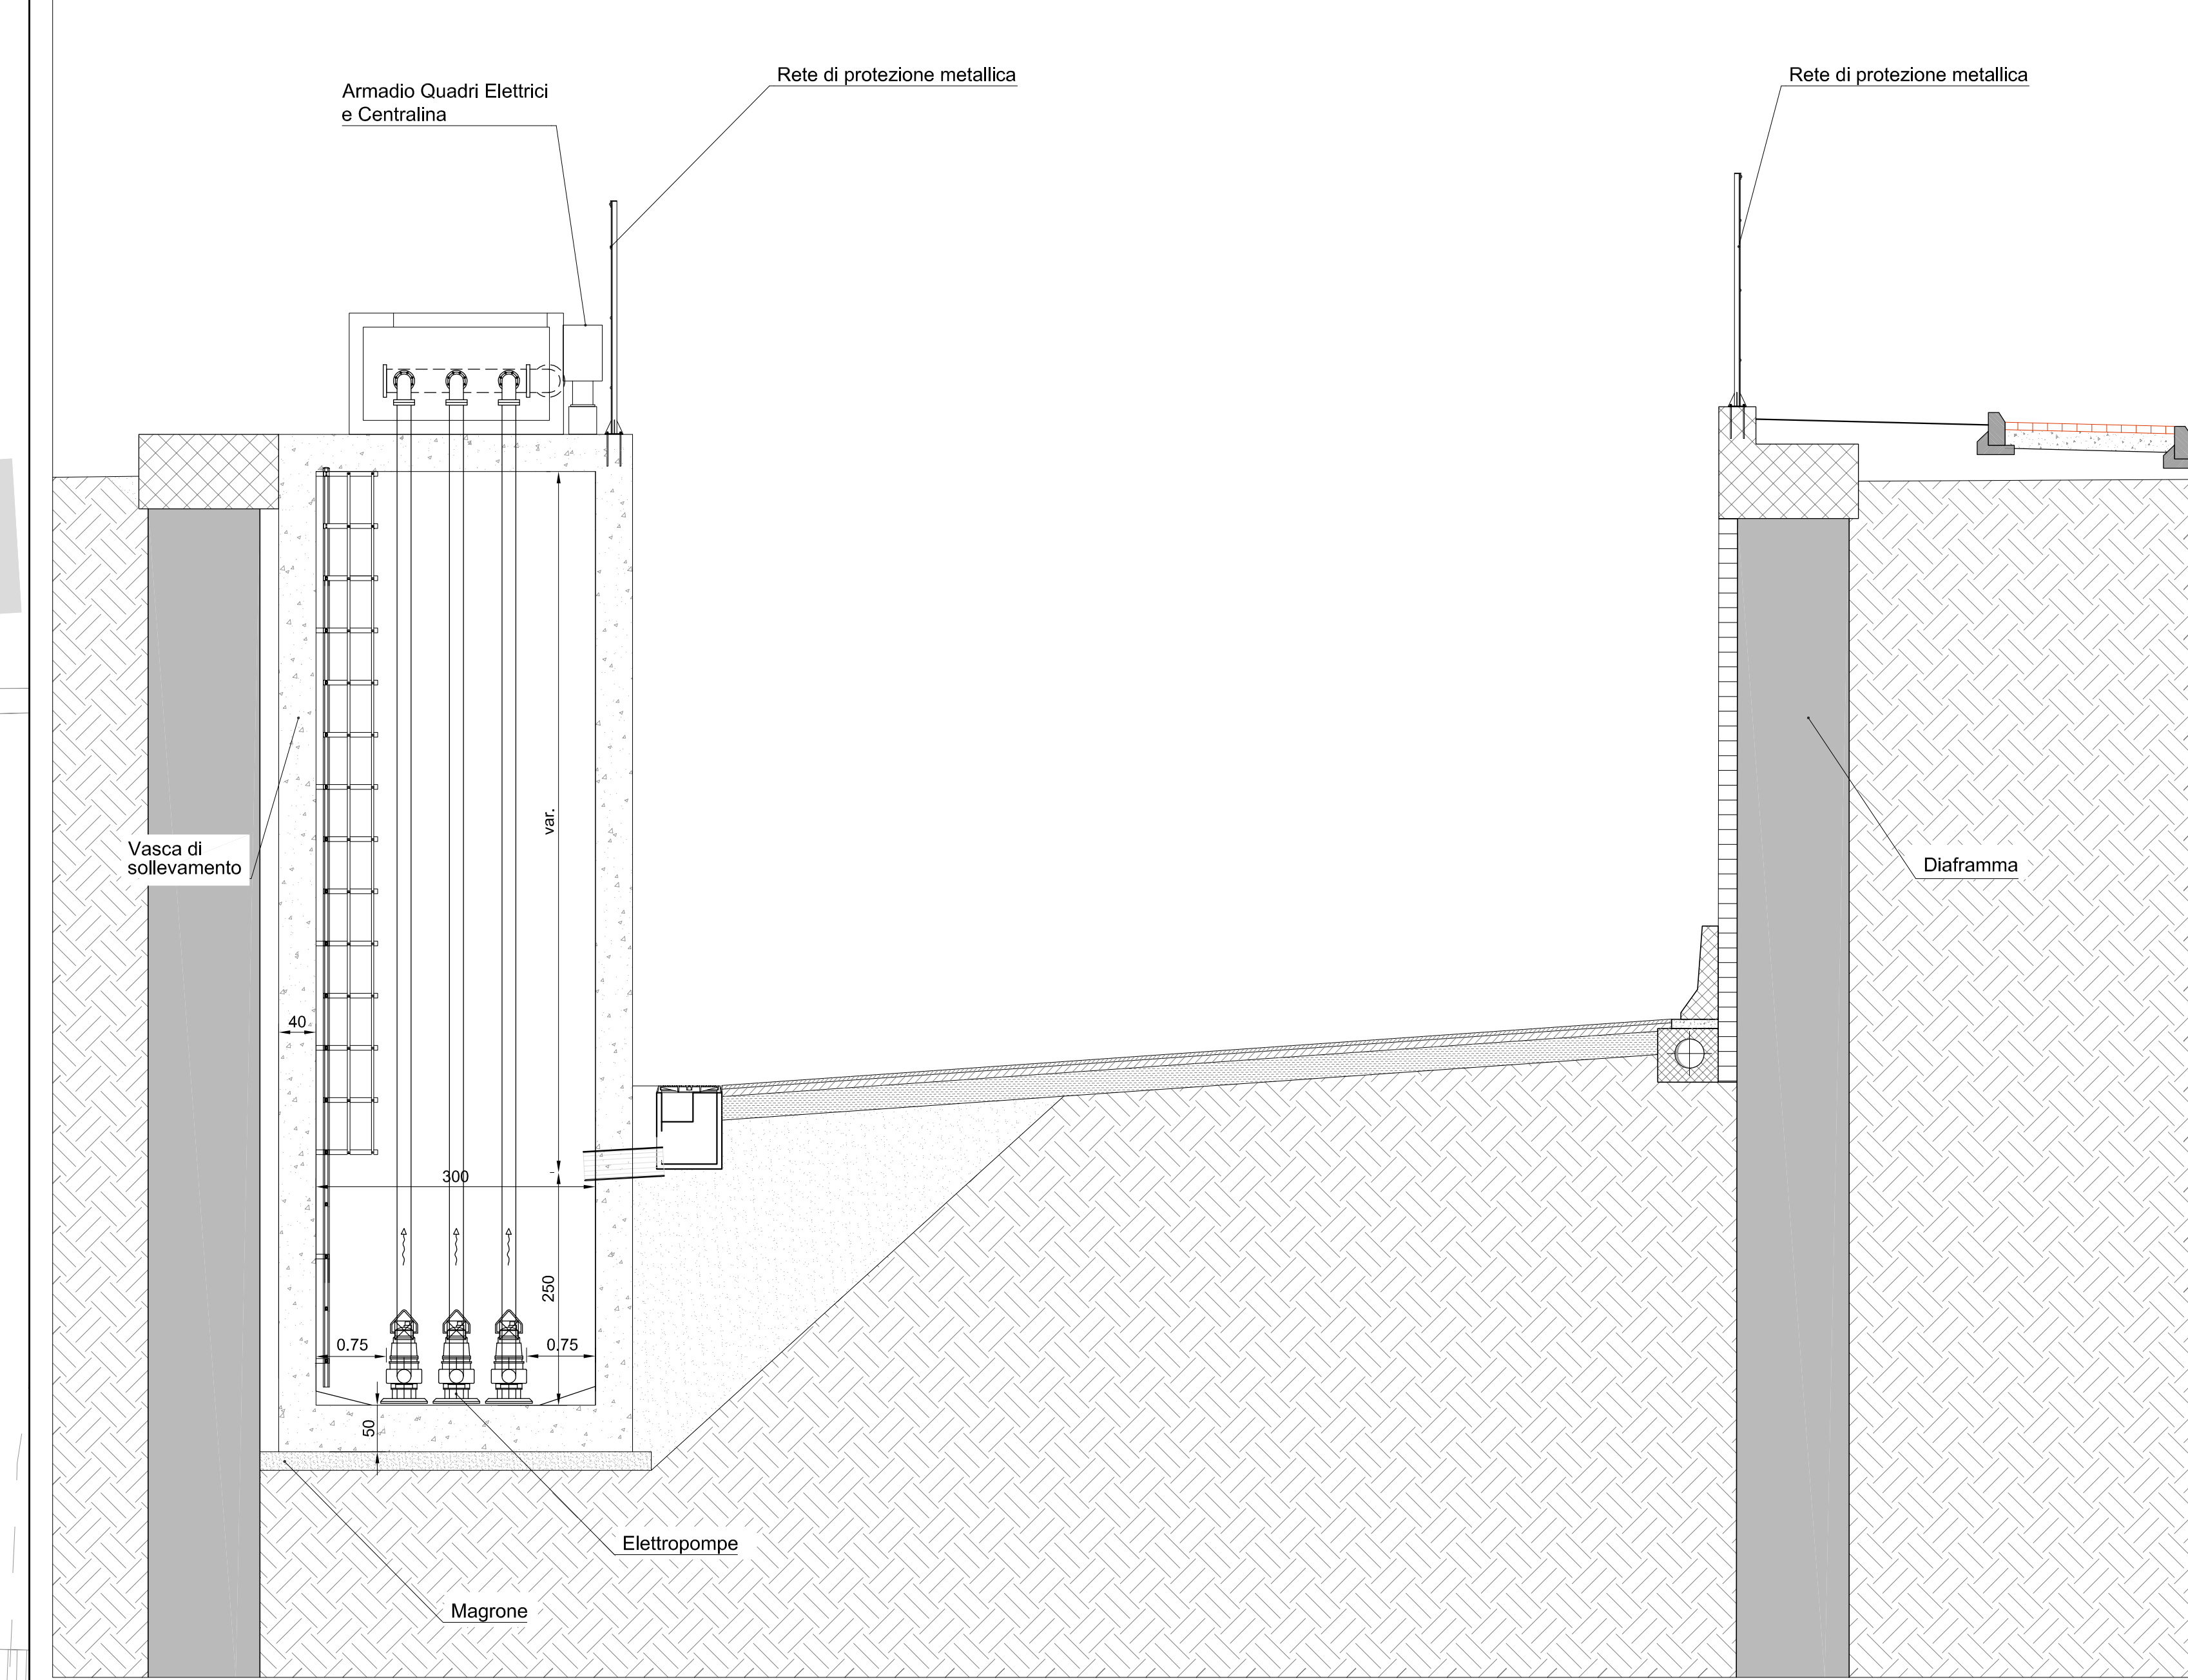 Rete di protezione metallica
Rete di protezione metallica
Armadio Quadri Elettrici
e Centralina
var.
Vasca di
sollevamento
Diaframma
40
300
250
0.75
0.75
50
Elettropompe
Magrone